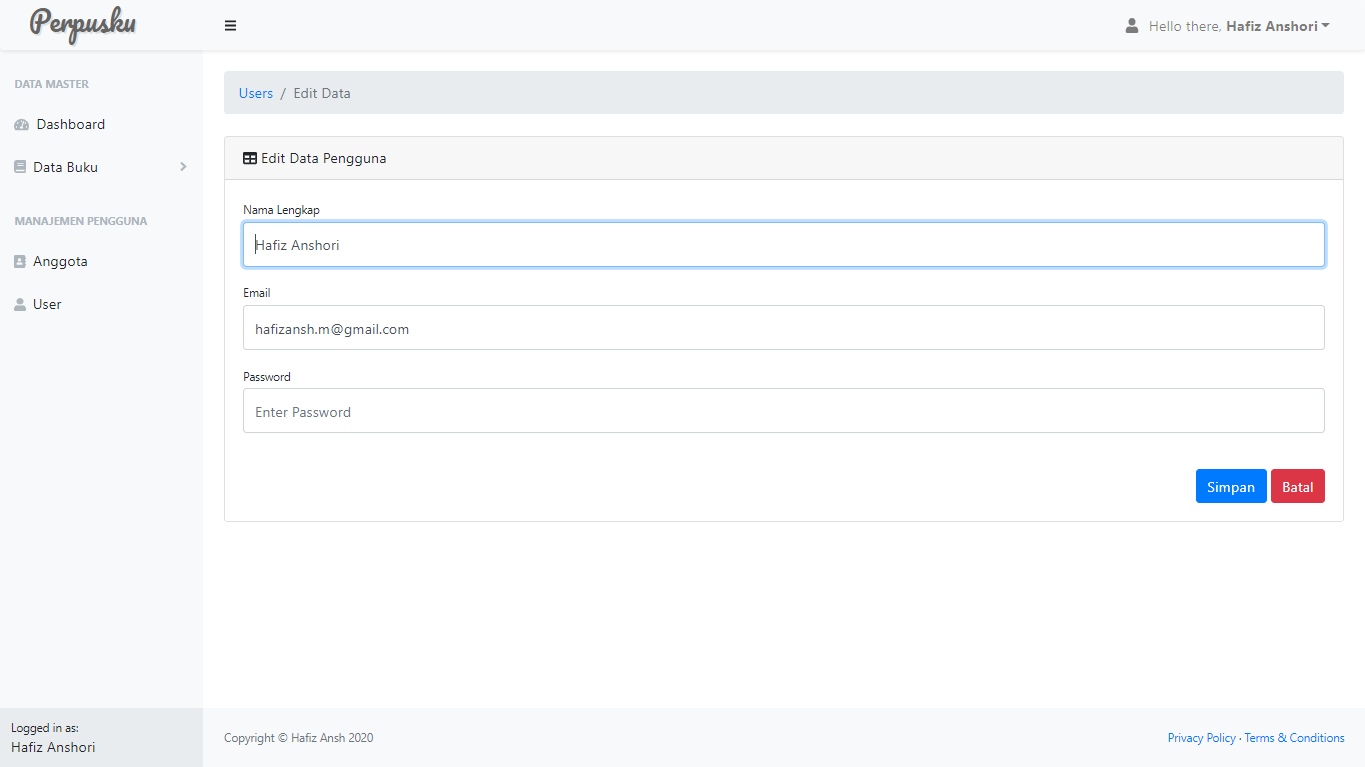 Perpusku
Hello there, Hafiz Anshori
DATA MASTER
Dashboard
Data Buku
MANAJEMEN PENGGUNA
Anggota
User
Users / Edit Data
Edit Data Pengguna
Nama Lengkap
Hafiz Anshori
Email
hafizansh.m@gmail.com
Password
Enter Password
Simpan Batal
Logged in as:
Hafiz Anshori
Copyright © Hafiz Ansh 2020
Privacy Policy · Terms & Conditions